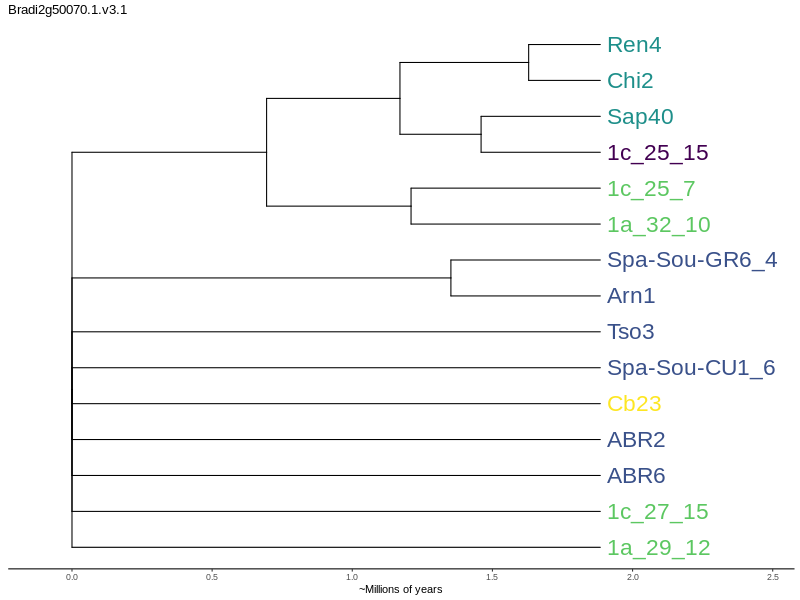 Bradi2g50070.1.v3.1
Ren4
Chi2
Sap40
1c_25_15
1c_25_7
1a_32_10
Spa-Sou-GR6_4
Arn1
Tso3
Spa-Sou-CU1_6
Cb23
ABR2
ABR6
1c_27_15
1a_29_12
0.0 0.5 1.0 1.5 2.0 2.5
~Millions of years